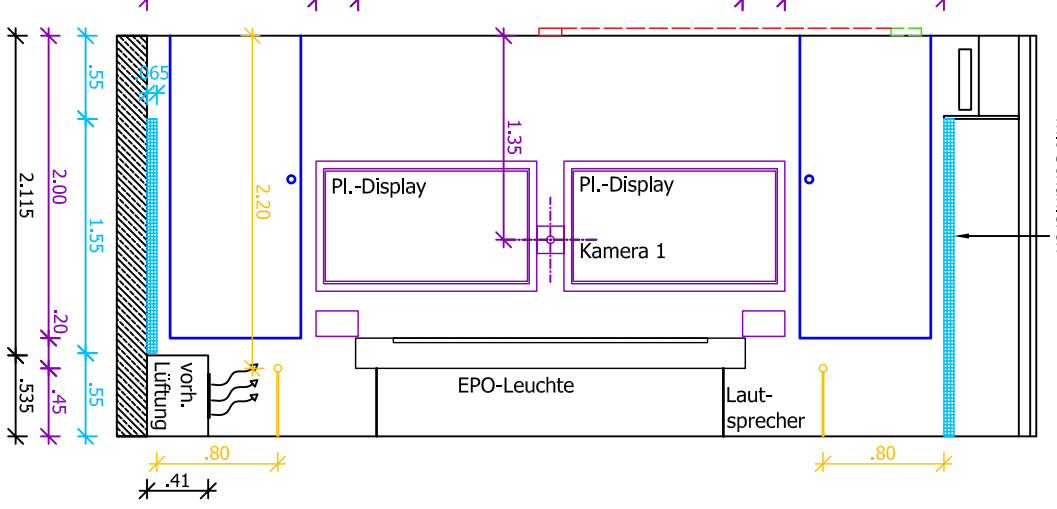 .55
.065
1.35
2.20
2.00
2.115
1.55
.20
.55
.45
.535
Pl.-Display
Pl.-Display
Kamera 1
EPO-Leuchte
Laut-
sprecher
vorh.
Lüftung
.80
.80
.41